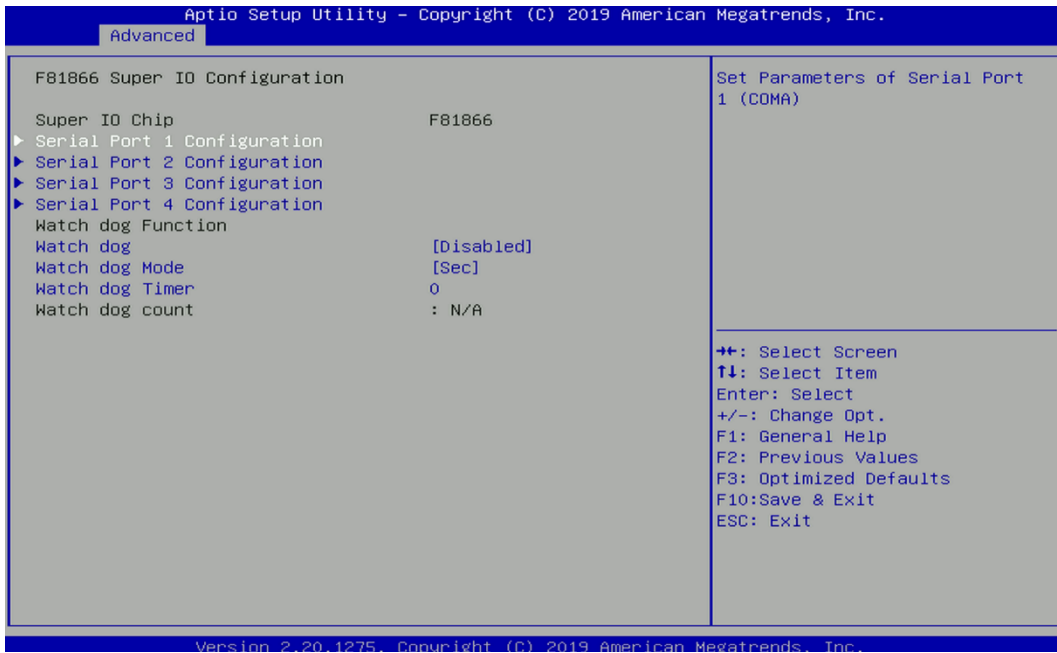 Aptio Setup Utility – Copyright (C) 2019 American Megatrends, Inc.
Advanced
F81866 Super IO Configuration
Super IO Chip F81866
▶ Serial Port 1 Configuration
▶ Serial Port 2 Configuration
▶ Serial Port 3 Configuration
▶ Serial Port 4 Configuration
Watch dog Function
Watch dog [Disabled]
Watch dog Mode [Sec]
Watch dog Timer 0
Watch dog count : N/A
Set Parameters of Serial Port
1 (COMA)
→←: Select Screen
↑↓: Select Item
Enter: Select
+/-: Change Opt.
F1: General Help
F2: Previous Values
F3: Optimized Defaults
F10:Save & Exit
ESC: Exit
Version 2.20.1275. Copyright (C) 2019 American Megatrends, Inc.